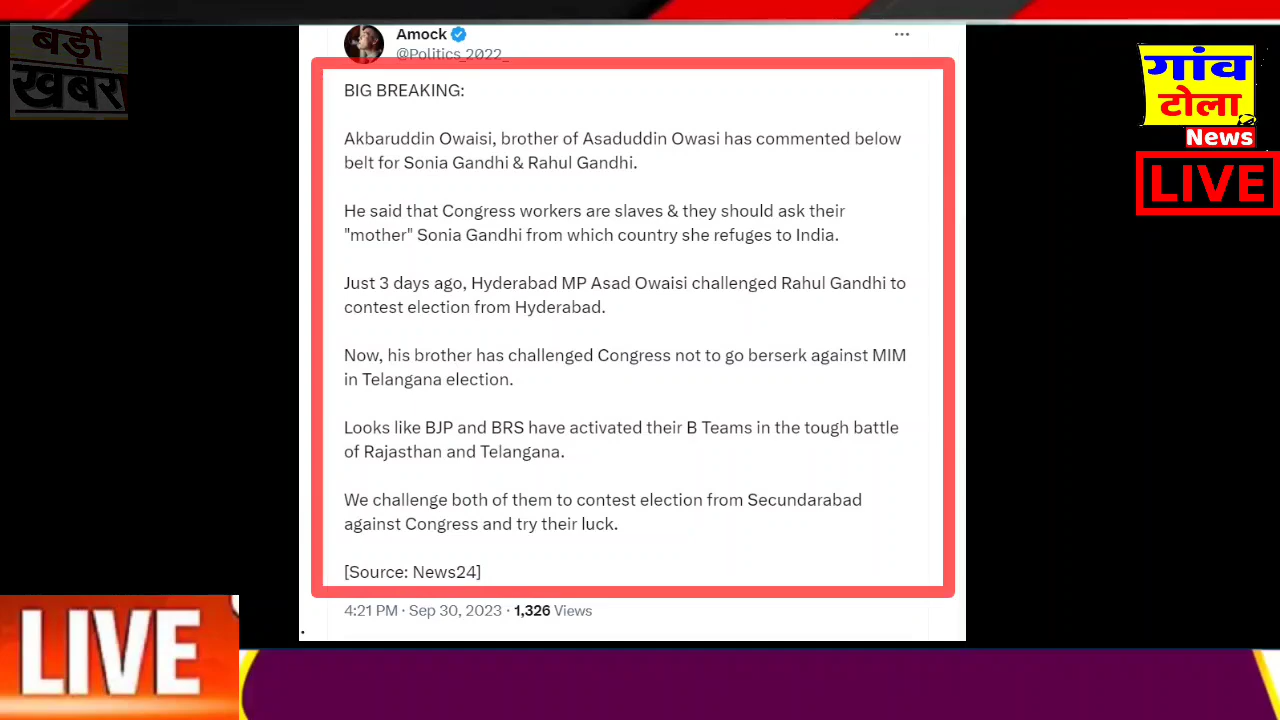 बड़ी
खबर
Amock
@Politics_2022_
गांव
टोला
News
LIVE
BIG BREAKING:
Akbaruddin Owaisi, brother of Asaduddin Owasi has commented below
belt for Sonia Gandhi & Rahul Gandhi.
He said that Congress workers are slaves & they should ask their
"mother" Sonia Gandhi from which country she refuges to India.
Just 3 days ago, Hyderabad MP Asad Owaisi challenged Rahul Gandhi to
contest election from Hyderabad.
Now, his brother has challenged Congress not to go berserk against MIM
in Telangana election.
Looks like BJP and BRS have activated their B Teams in the tough battle
of Rajasthan and Telangana.
We challenge both of them to contest election from Secundarabad
against Congress and try their luck.
[Source: News24]
4:21 PM · Sep 30, 2023 · 1,326 Views
LIVE